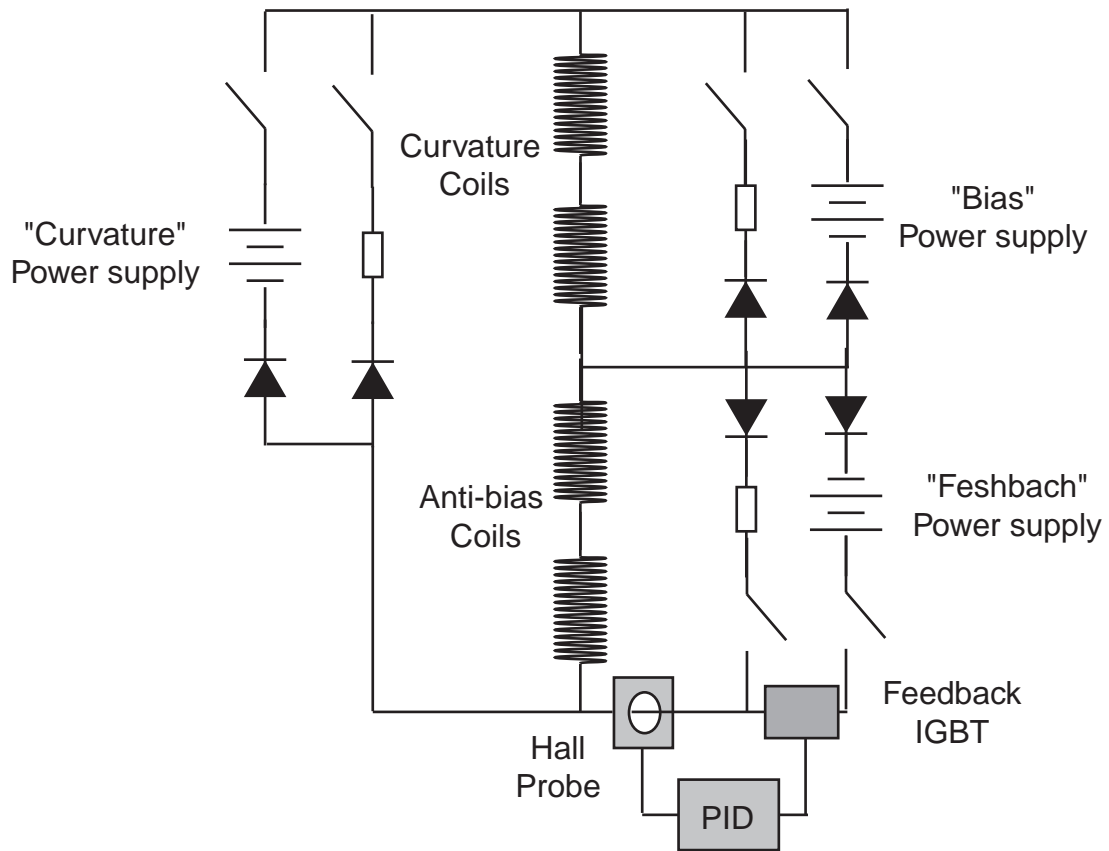 Curvature
Coils
"Curvature"
Power supply
"Bias"
Power supply
Anti-bias
Coils
"Feshbach"
Power supply
Feedback
IGBT
Hall
Probe
PID